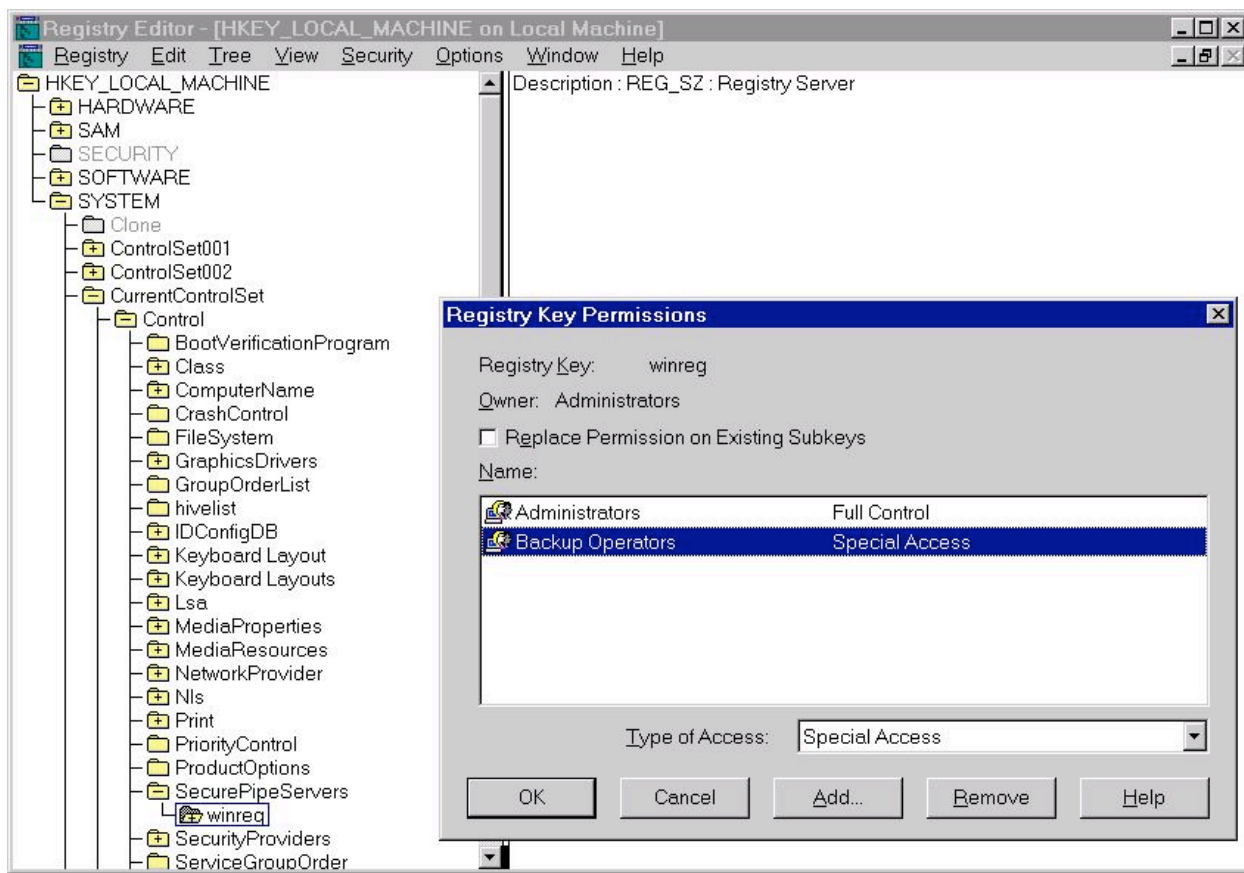 Registry Editor - [HKEY_LOCAL_MACHINE on Local Machine]
Registry Edit Tree View Security Options Window Help
HKEY_LOCAL_MACHINE
HARDWARE
SAM
SECURITY
SOFTWARE
SYSTEM
Clone
ControlSet001
ControlSet002
CurrentControlSet
Control
BootVerificationProgram
Class
ComputerName
CrashControl
FileSystem
GraphicsDrivers
GroupOrderList
hivelist
IDConfigDB
Keyboard Layout
Keyboard Layouts
Lsa
MediaProperties
MediaResources
NetworkProvider
Nls
Print
PriorityControl
ProductOptions
SecurePipeServers
winreg
SecurityProviders
ServiceGroupOrder
Description : REG_SZ : Registry Server
Registry Key Permissions
Registry Key: winreg
Owner: Administrators
Replace Permission on Existing Subkeys
Name:
Administrators Full Control
Backup Operators Special Access
Type of Access: Special Access
OK Cancel Add... Remove Help